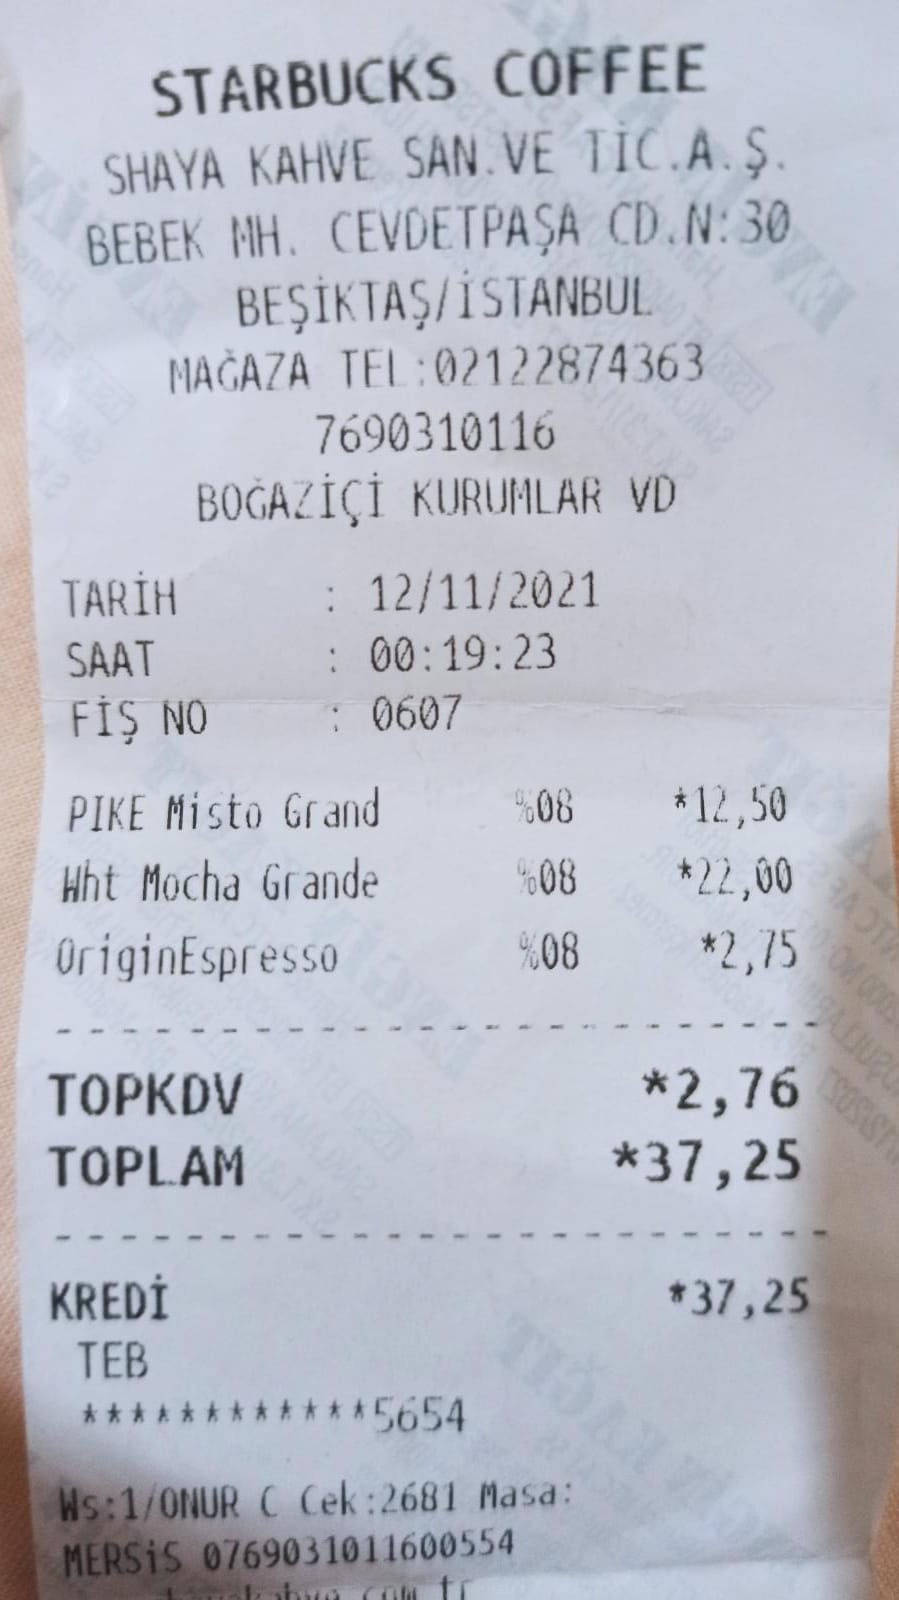 STARBUCKS COFFEE
SHAYA KAHVE SAN.VE TİC.A.Ş.
BEBEK MH. CEVDETPAŞA CD.N:30
BEŞİKTAŞ/İSTANBUL
MAĞAZA TEL:02122874363
7690310116
BOĞAZİÇİ KURUMLAR VD
TARİH : 12/11/2021
SAAT : 00:19:23
FİŞ NO : 0607
PIKE Misto Grand %08 *12,50
Wht Mocha Grande %08 *22,00
OriginEspresso %08 *2,75
TOPKDV *2,76
TOPLAM *37,25
KREDİ *37,25
TEB
************5654
Ws:1/ONUR C Cek:2681 Masa:
MERSiS 0769031011600554